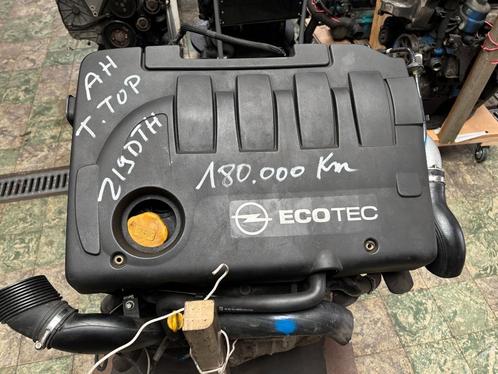 AH
T.TOP
Z19DTH
180.000 Km
ECOTEC